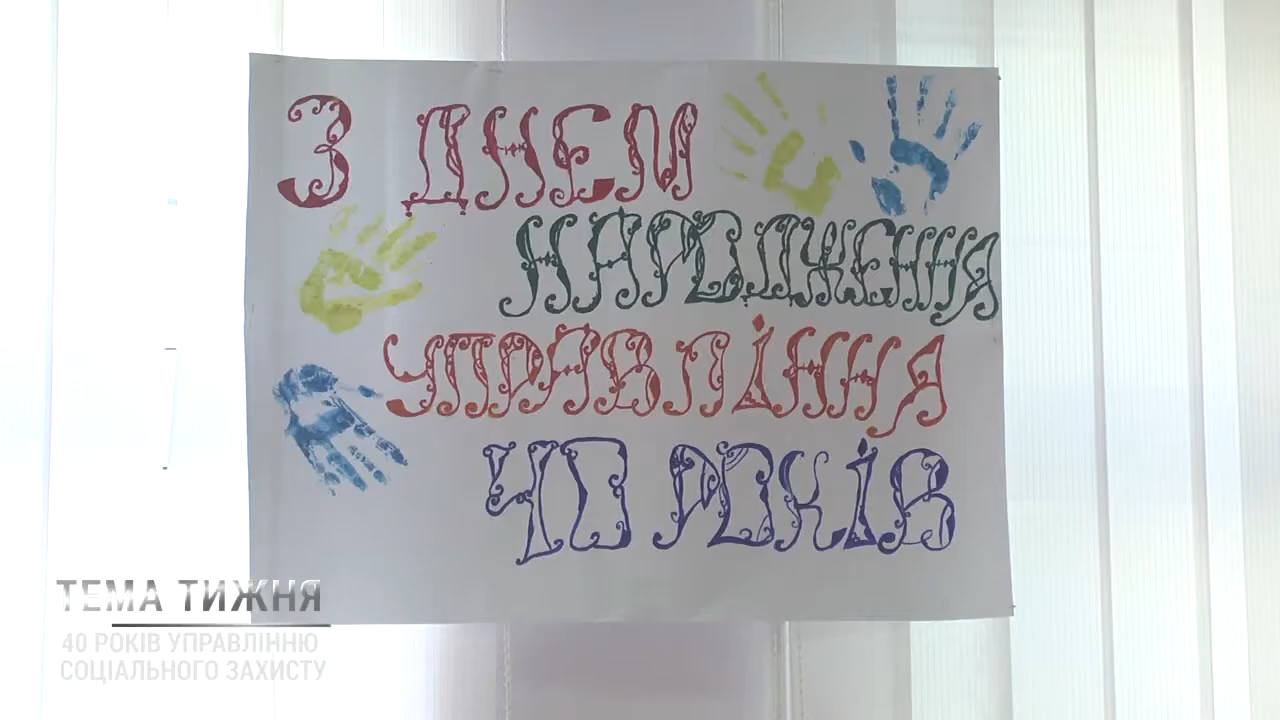 З ДНЕМ
НАРОДЖЕННЯ
УПРАВЛІННЯ
40 РОКІВ
ТЕМА ТИЖНЯ
40 РОКІВ УПРАВЛІННЮ
СОЦІАЛЬНОГО ЗАХИСТУ